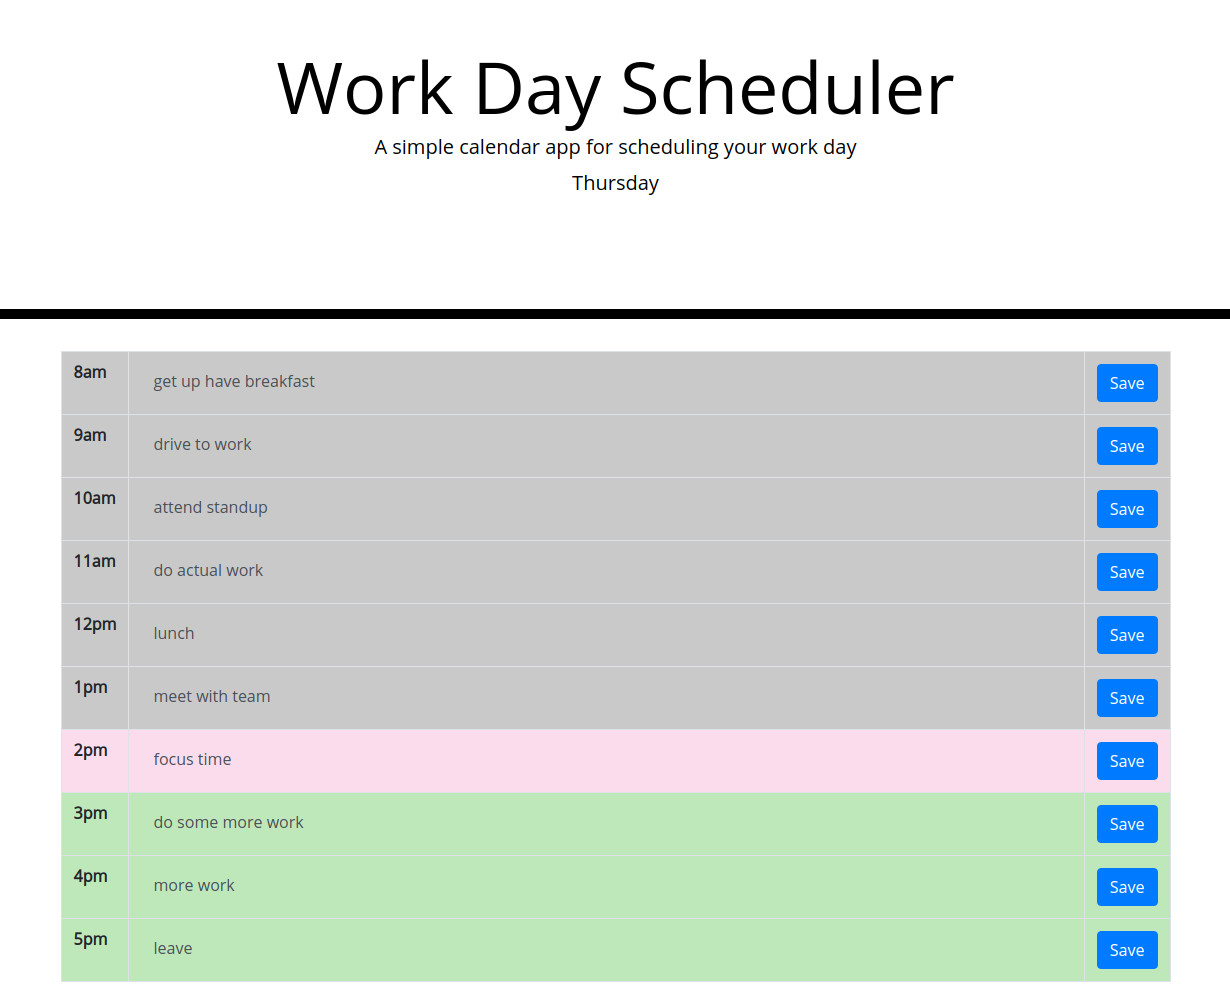 Work Day Scheduler
A simple calendar app for scheduling your work day
Thursday
8am get up have breakfast Save
9am drive to work Save
10am attend standup Save
11am do actual work Save
12pm lunch Save
1pm meet with team Save
2pm focus time Save
3pm do some more work Save
4pm more work Save
5pm leave Save